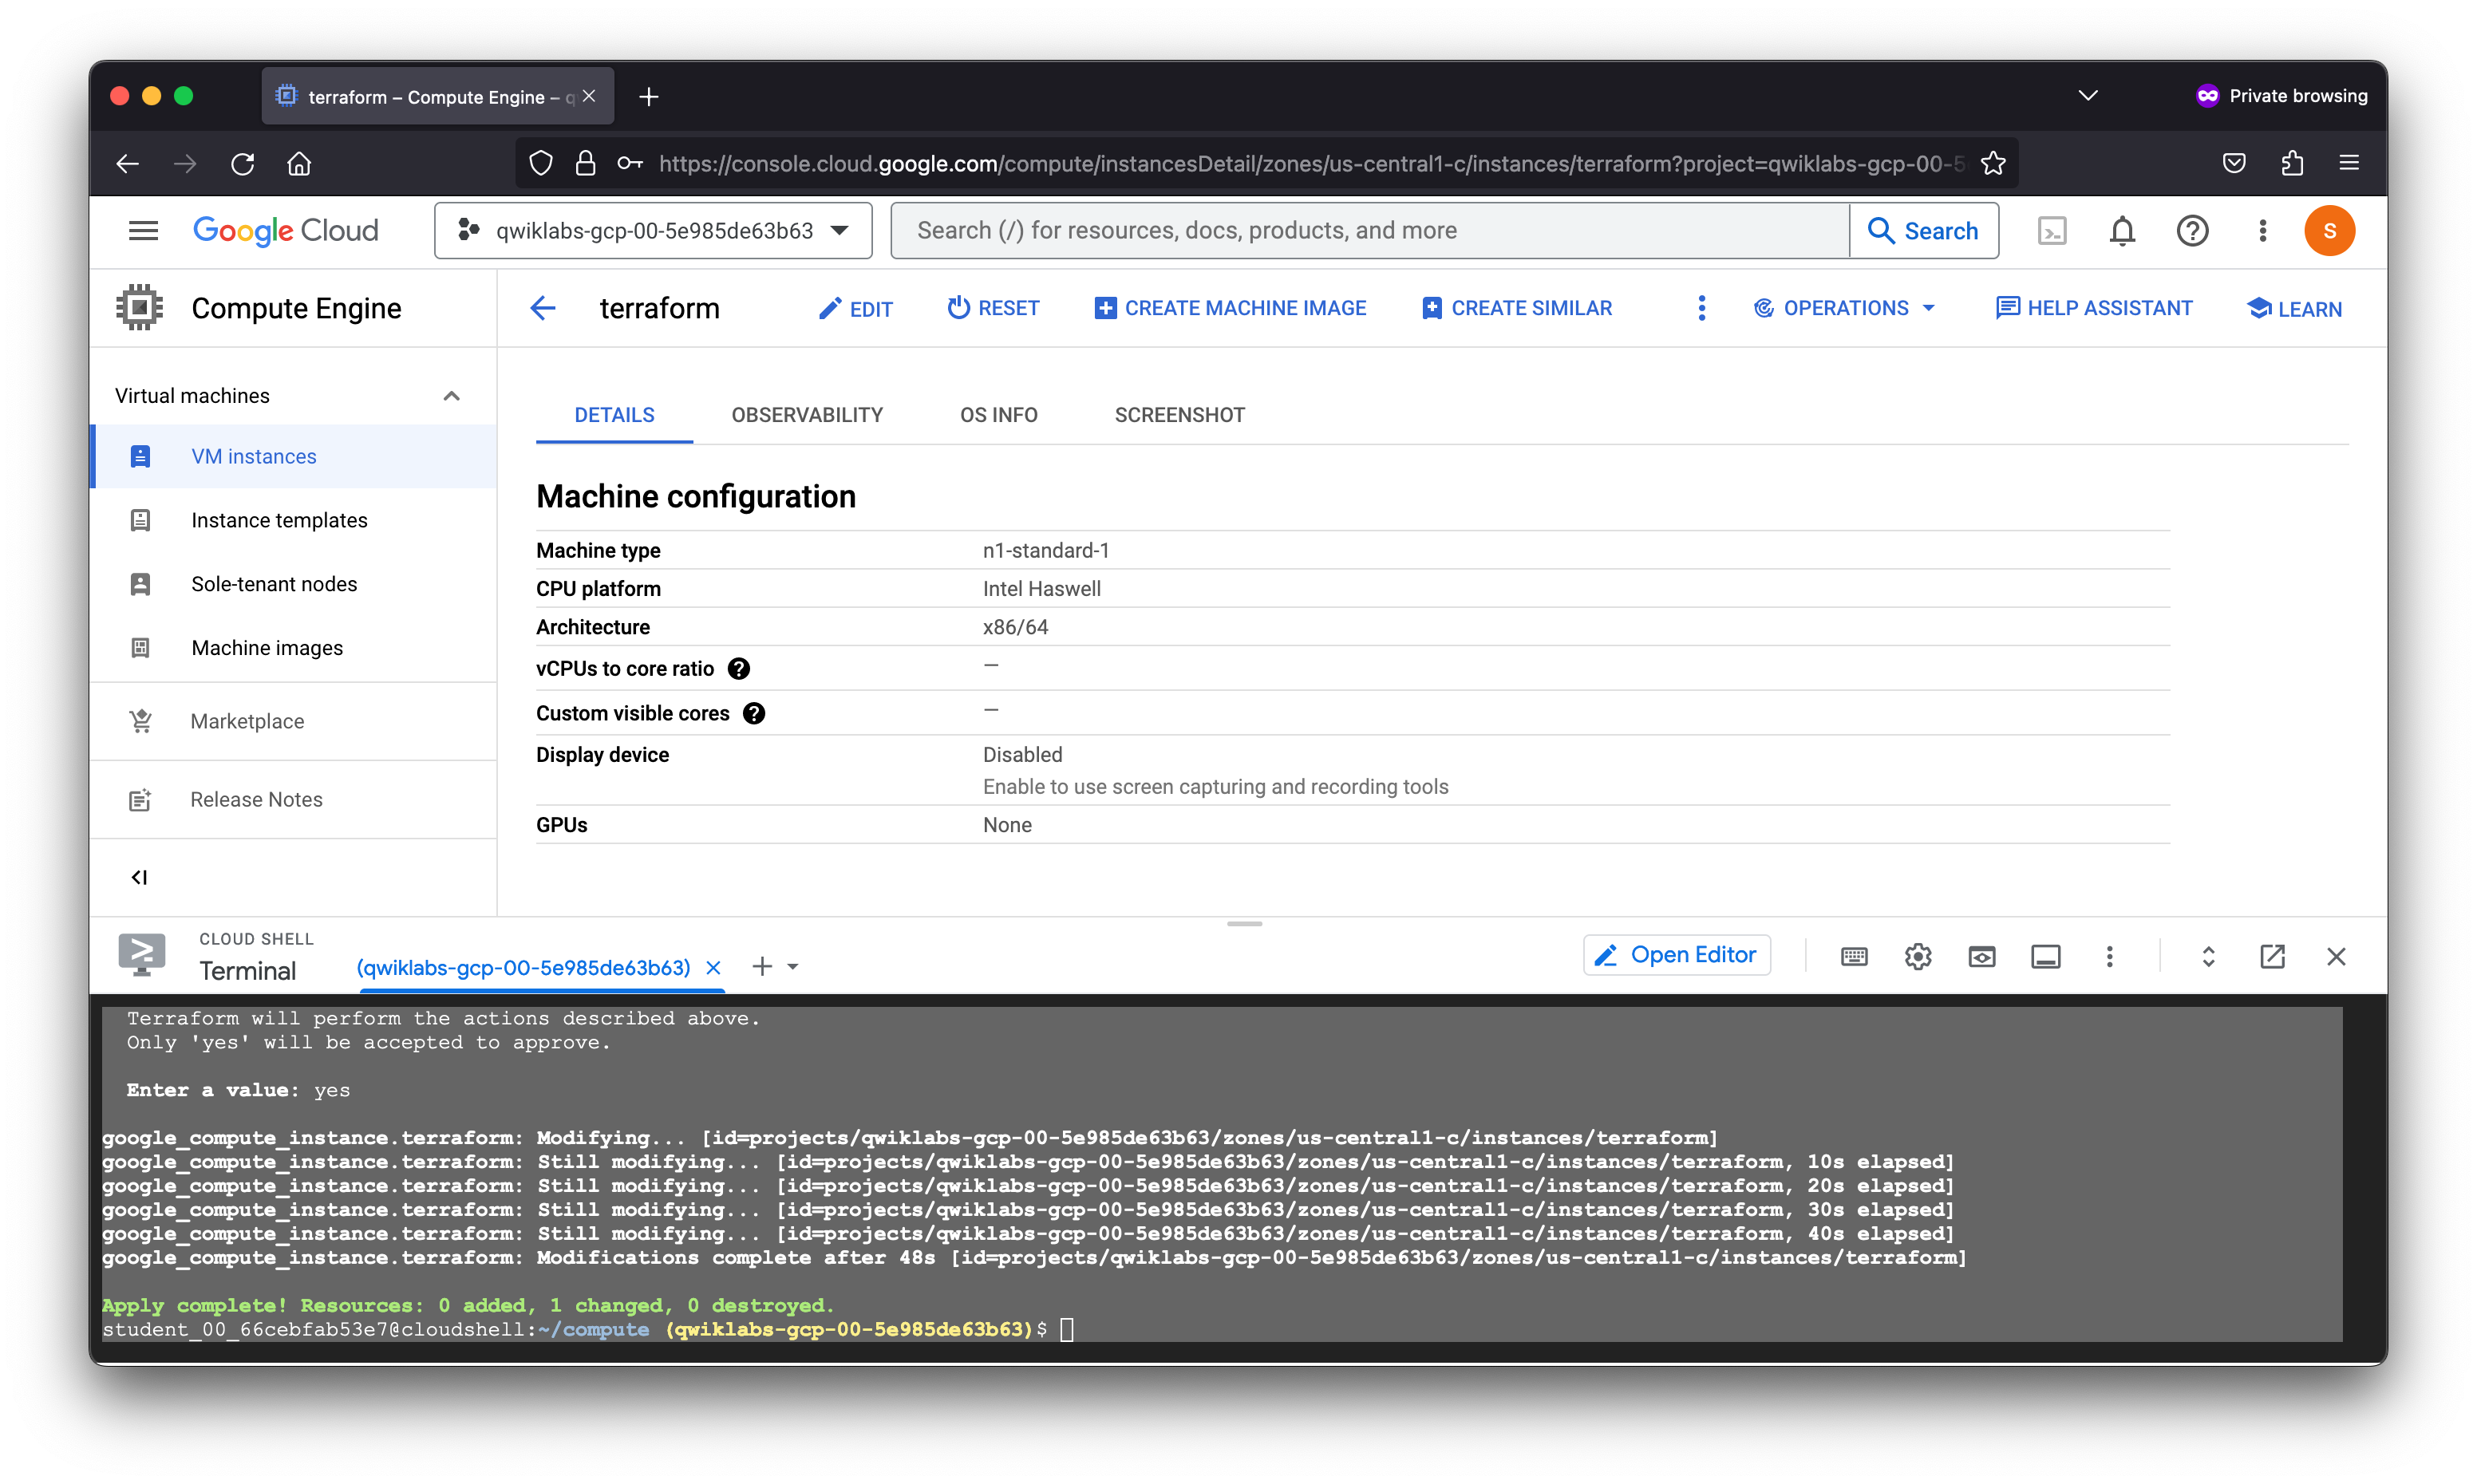 terraform – Compute Engine – q
Private browsing
https://console.cloud.google.com/compute/instancesDetail/zones/us-central1-c/instances/terraform?project=qwiklabs-gcp-00-5
Google Cloud
qwiklabs-gcp-00-5e985de63b63
Search (/) for resources, docs, products, and more
Search
S
Compute Engine
terraform
EDIT
RESET
CREATE MACHINE IMAGE
CREATE SIMILAR
OPERATIONS
HELP ASSISTANT
LEARN
Virtual machines
VM instances
Instance templates
Sole-tenant nodes
Machine images
Marketplace
Release Notes
DETAILS OBSERVABILITY OS INFO SCREENSHOT
Machine configuration
Machine type n1-standard-1
CPU platform Intel Haswell
Architecture x86/64
vCPUs to core ratio —
Custom visible cores —
Display device Disabled
Enable to use screen capturing and recording tools
GPUs None
CLOUD SHELL
Terminal
(qwiklabs-gcp-00-5e985de63b63)
Open Editor
Terraform will perform the actions described above.
Only 'yes' will be accepted to approve.
Enter a value: yes
google_compute_instance.terraform: Modifying... [id=projects/qwiklabs-gcp-00-5e985de63b63/zones/us-central1-c/instances/terraform]
google_compute_instance.terraform: Still modifying... [id=projects/qwiklabs-gcp-00-5e985de63b63/zones/us-central1-c/instances/terraform, 10s elapsed]
google_compute_instance.terraform: Still modifying... [id=projects/qwiklabs-gcp-00-5e985de63b63/zones/us-central1-c/instances/terraform, 20s elapsed]
google_compute_instance.terraform: Still modifying... [id=projects/qwiklabs-gcp-00-5e985de63b63/zones/us-central1-c/instances/terraform, 30s elapsed]
google_compute_instance.terraform: Still modifying... [id=projects/qwiklabs-gcp-00-5e985de63b63/zones/us-central1-c/instances/terraform, 40s elapsed]
google_compute_instance.terraform: Modifications complete after 48s [id=projects/qwiklabs-gcp-00-5e985de63b63/zones/us-central1-c/instances/terraform]
Apply complete! Resources: 0 added, 1 changed, 0 destroyed.
student_00_66cebfab53e7@cloudshell:~/compute (qwiklabs-gcp-00-5e985de63b63)$